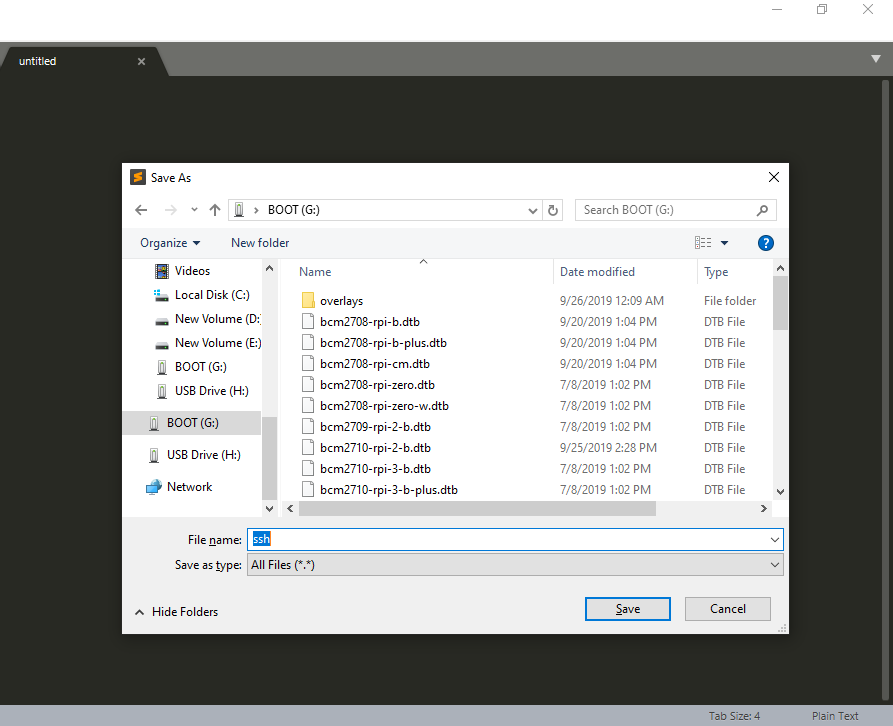 untitled
Save As
BOOT (G:)
Search BOOT (G:)
Organize
New folder
Name
Date modified
Type
Videos
Local Disk (C:)
New Volume (D:
New Volume (E:)
BOOT (G:)
USB Drive (H:)
BOOT (G:)
USB Drive (H:)
Network
overlays 9/26/2019 12:09 AM File folder
bcm2708-rpi-b.dtb 9/20/2019 1:04 PM DTB File
bcm2708-rpi-b-plus.dtb 9/20/2019 1:04 PM DTB File
bcm2708-rpi-cm.dtb 9/20/2019 1:04 PM DTB File
bcm2708-rpi-zero.dtb 7/8/2019 1:02 PM DTB File
bcm2708-rpi-zero-w.dtb 7/8/2019 1:02 PM DTB File
bcm2709-rpi-2-b.dtb 7/8/2019 1:02 PM DTB File
bcm2710-rpi-2-b.dtb 9/25/2019 2:28 PM DTB File
bcm2710-rpi-3-b.dtb 7/8/2019 1:02 PM DTB File
bcm2710-rpi-3-b-plus.dtb 7/8/2019 1:02 PM DTB File
File name: ssh
Save as type: All Files (*.*)
Hide Folders
Save
Cancel
Tab Size: 4
Plain Text